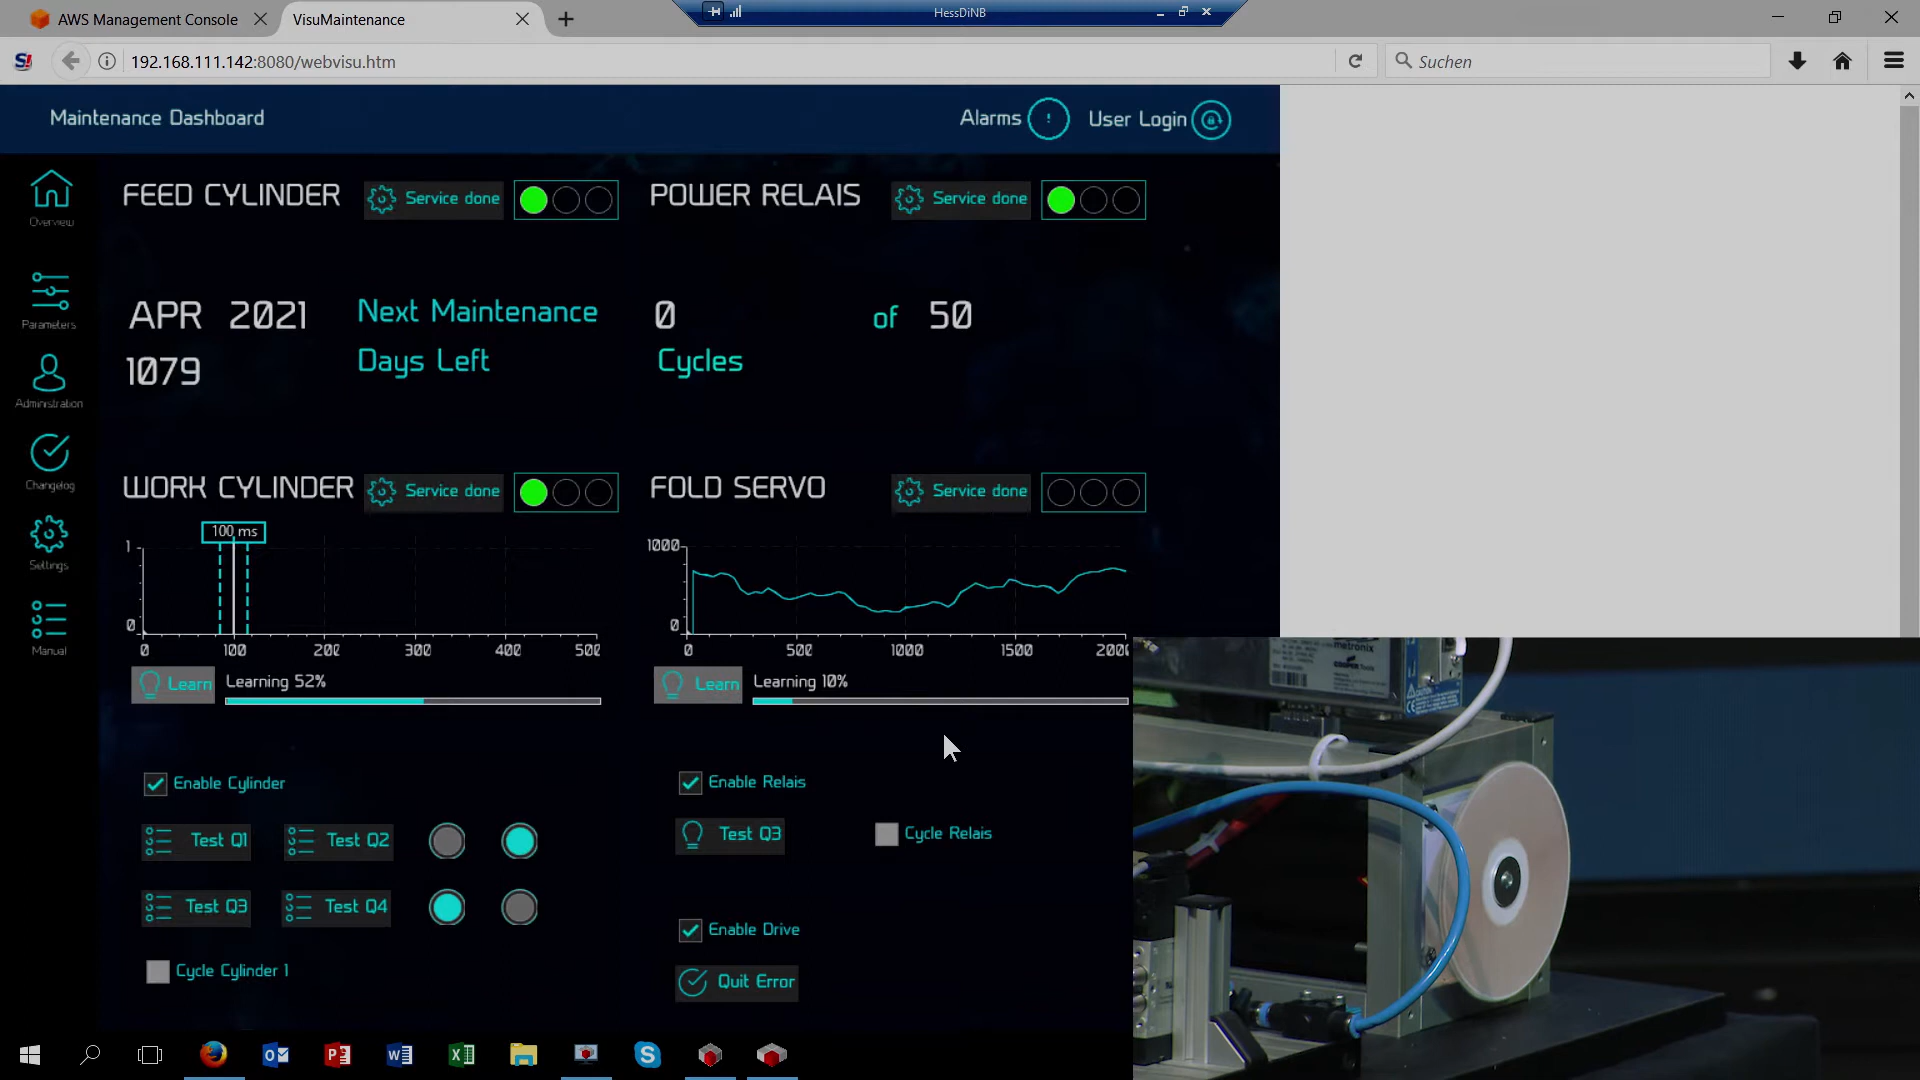 AWS Management Console
VisuMaintenance
HessDiNB
192.168.111.142:8080/webvisu.htm
Suchen
Maintenance Dashboard
Alarms
User Login
Overview
Parameters
Administration
Changelog
Settings
Manual
FEED CYLINDER
Service done
POWER RELAIS
Service done
APR 2021
Next Maintenance
1079
Days Left
0 of 50
Cycles
WORK CYLINDER
Service done
100 ms
1
0
0 100 200 300 400 500
Learn
Learning 52%
FOLD SERVO
Service done
1000
0
0 500 1000 1500 2000
Learn
Learning 10%
Enable Cylinder
Test Q1
Test Q2
Test Q3
Test Q4
Cycle Cylinder 1
Enable Relais
Test Q3
Cycle Relais
Enable Drive
Quit Error
metronix
COOPER Tools